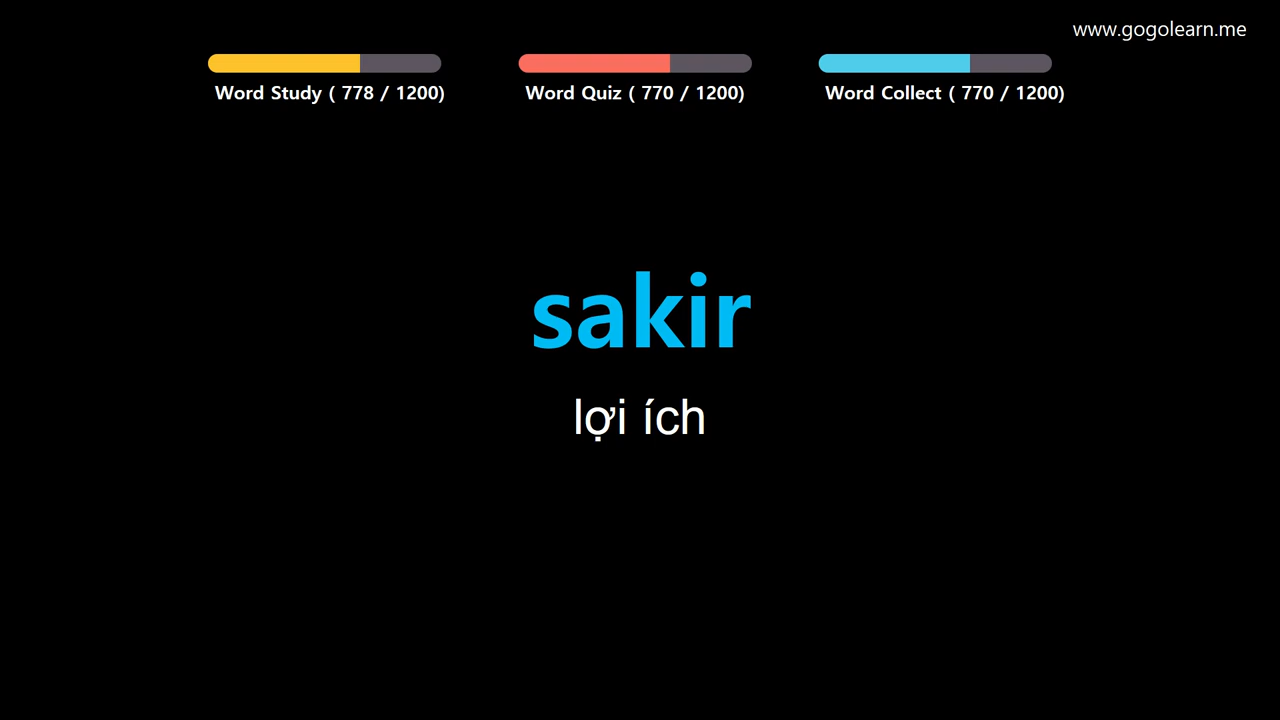 www.gogolearn.me
Word Study ( 778 / 1200)
Word Quiz ( 770 / 1200)
Word Collect ( 770 / 1200)
sakir
lợi ích